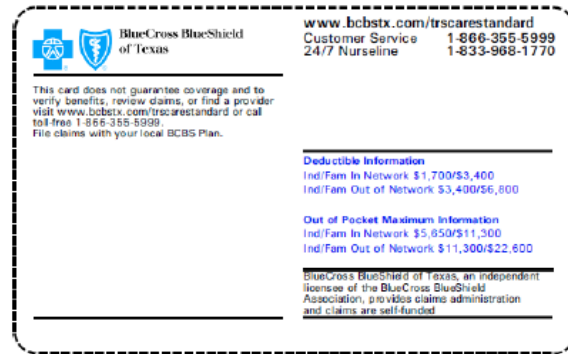 BlueCross BlueShield
of Texas
This card does not guarantee coverage and to
verify benefits, review claims, or find a provider
visit www.bcbstx.com/trscarestandard or call
toll-free 1-866-355-5999.
File claims with your local BCBS Plan.
www.bcbstx.com/trscarestandard
Customer Service 1-866-355-5999
24/7 Nurseline 1-833-968-1770
Deductible Information
Ind/Fam In Network $1,700/$3,400
Ind/Fam Out of Network $3,400/$6,800
Out of Pocket Maximum Information
Ind/Fam In Network $5,650/$11,300
Ind/Fam Out of Network $11,300/$22,600
BlueCross BlueShield of Texas, an independent
licensee of the BlueCross BlueShield
Association, provides claims administration
and claims are self-funded